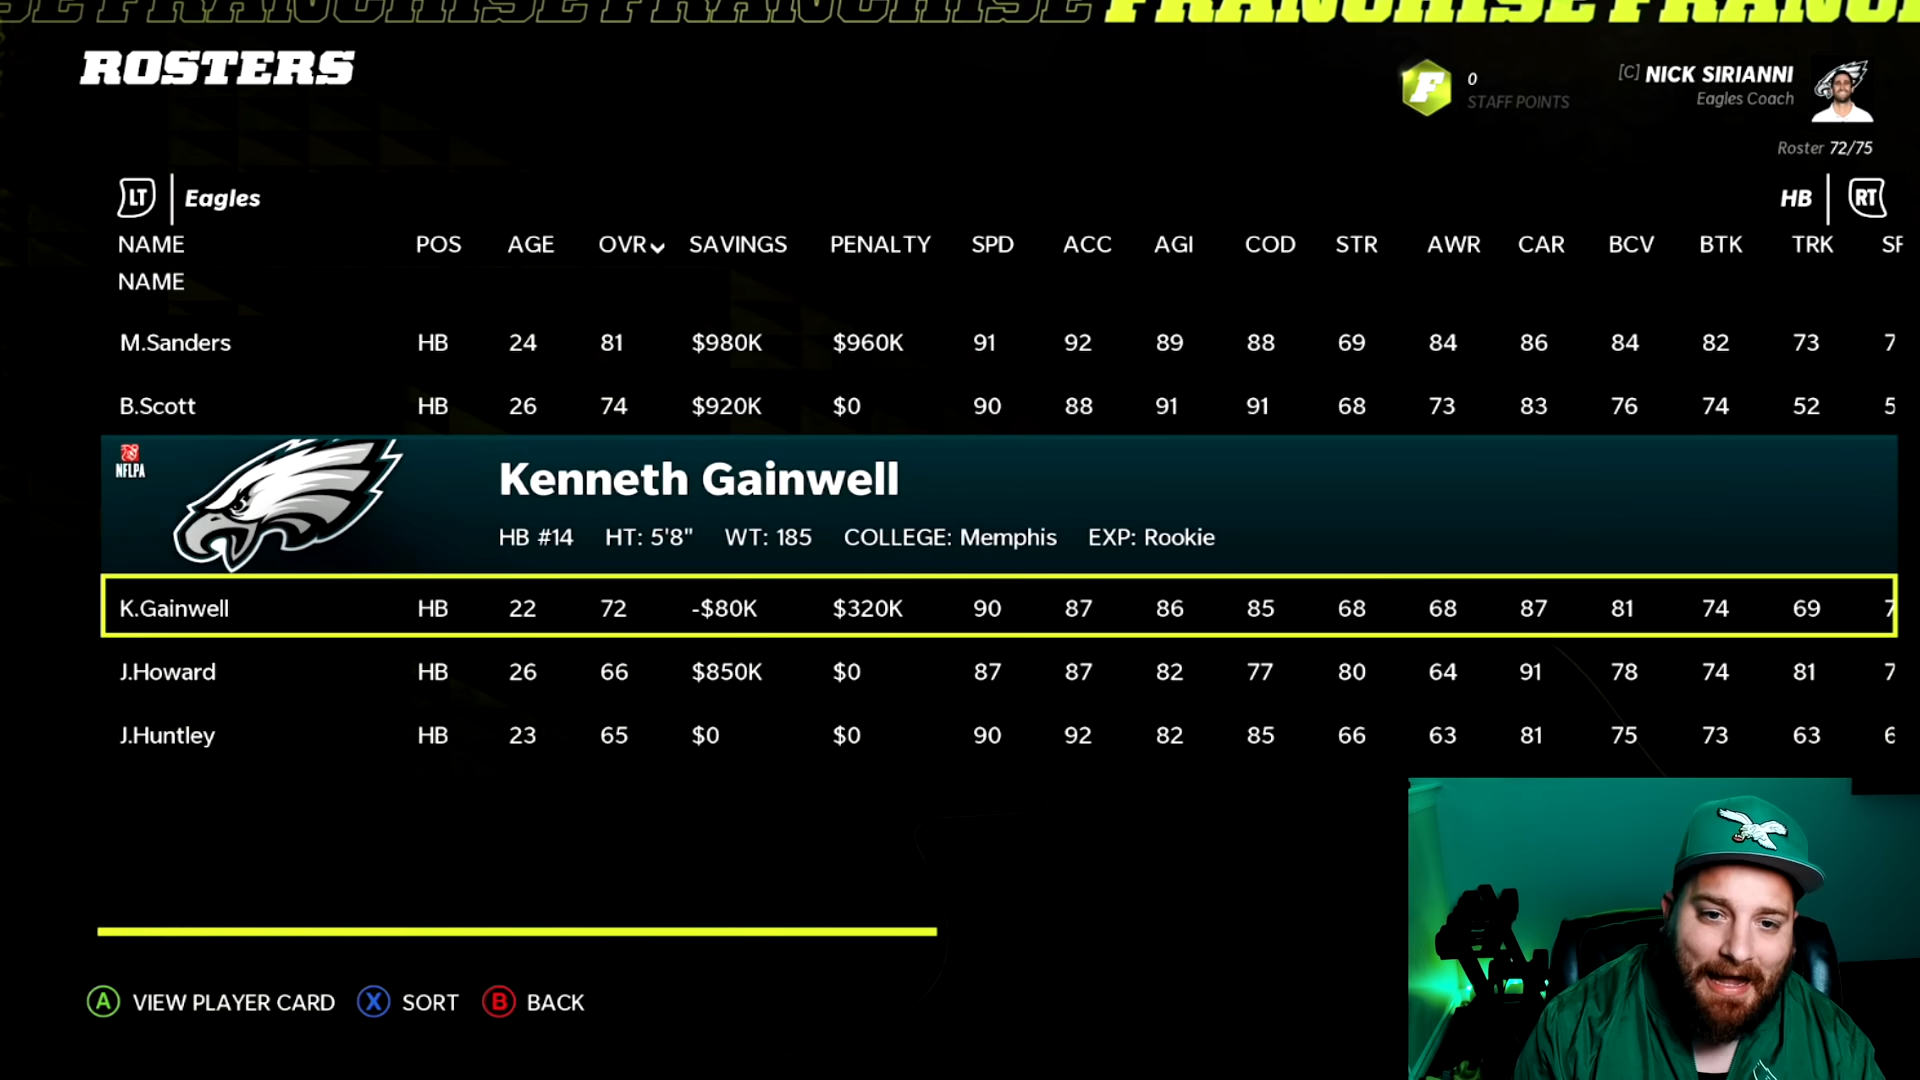 FRANCHISE FRANCHISE FRANCHISE
ROSTERS
0
STAFF POINTS
[C] NICK SIRIANNI
Eagles Coach
Roster 72/75
LT Eagles
HB RT
NAME POS AGE OVR SAVINGS PENALTY SPD ACC AGI COD STR AWR CAR BCV BTK TRK
NAME
M.Sanders HB 24 81 $980K $960K 91 92 89 88 69 84 86 84 82 73 7
B.Scott HB 26 74 $920K $0 90 88 91 91 68 73 83 76 74 52 5
NFLPA
Kenneth Gainwell
HB #14 HT: 5'8" WT: 185 COLLEGE: Memphis EXP: Rookie
K.Gainwell HB 22 72 -$80K $320K 90 87 86 85 68 68 87 81 74 69 7
J.Howard HB 26 66 $850K $0 87 87 82 77 80 64 91 78 74 81 7
J.Huntley HB 23 65 $0 $0 90 92 82 85 66 63 81 75 73 63 6
A VIEW PLAYER CARD X SORT B BACK